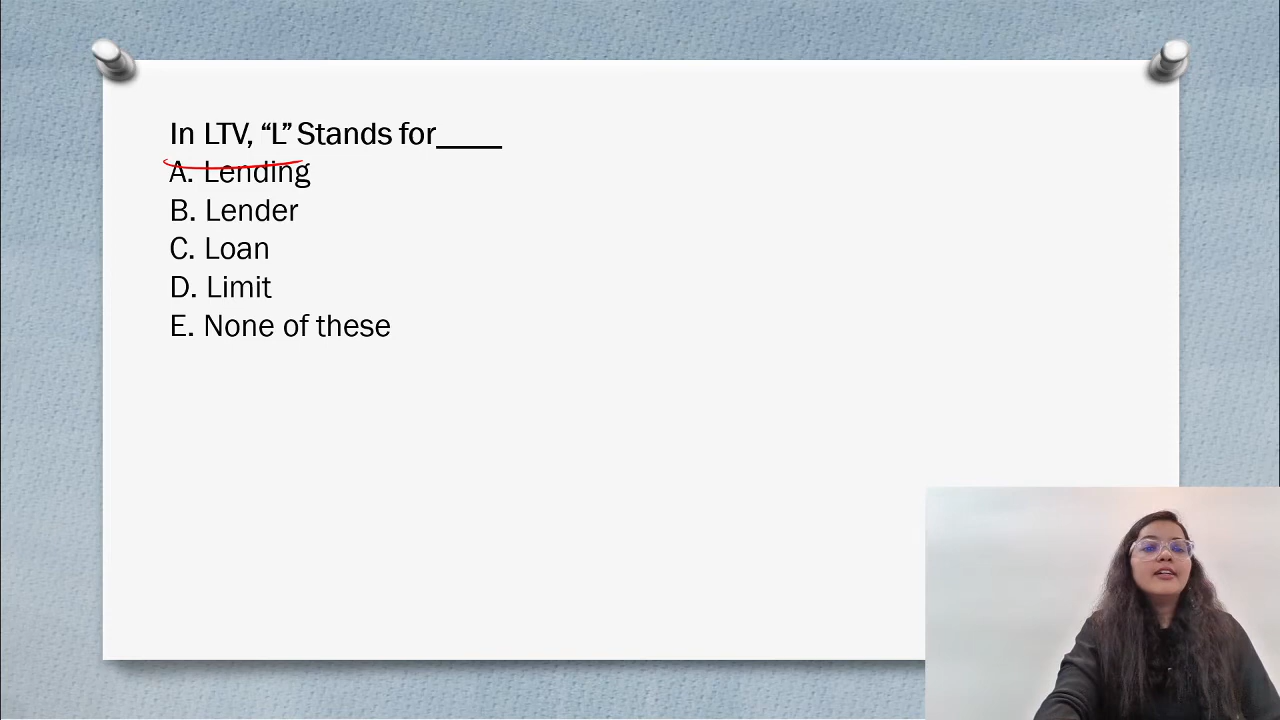 In LTV, “L” Stands for____
A. Lending
B. Lender
C. Loan
D. Limit
E. None of these